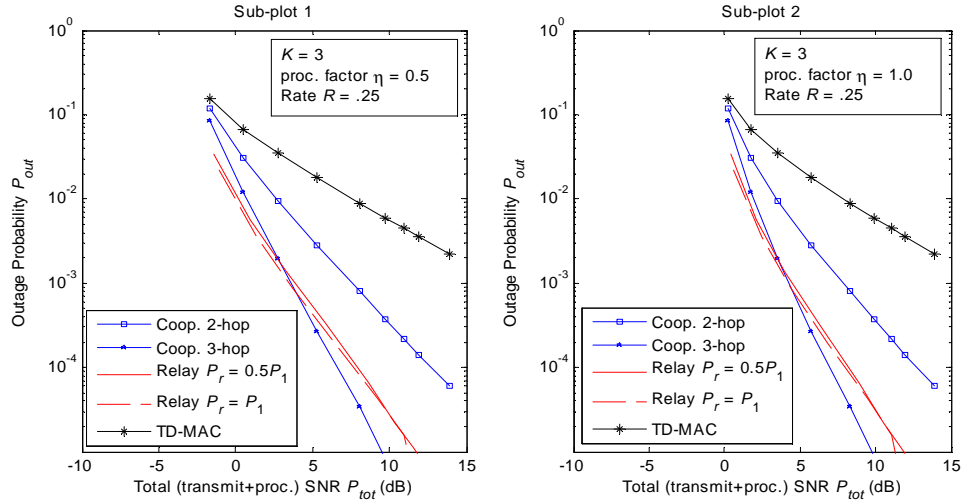 Sub-plot 1
10^0
10^-1
10^-2
10^-3
10^-4
Outage Probability P_out
K = 3
proc. factor η = 0.5
Rate R = .25
Coop. 2-hop
Coop. 3-hop
Relay P_r = 0.5P_1
Relay P_r = P_1
TD-MAC
-10 -5 0 5 10 15
Total (transmit+proc.) SNR P_tot (dB)
Sub-plot 2
10^0
10^-1
10^-2
10^-3
10^-4
Outage Probability P_out
K = 3
proc. factor η = 1.0
Rate R = .25
Coop. 2-hop
Coop. 3-hop
Relay P_r = 0.5P_1
Relay P_r = P_1
TD-MAC
-10 -5 0 5 10 15
Total (transmit+proc.) SNR P_tot (dB)